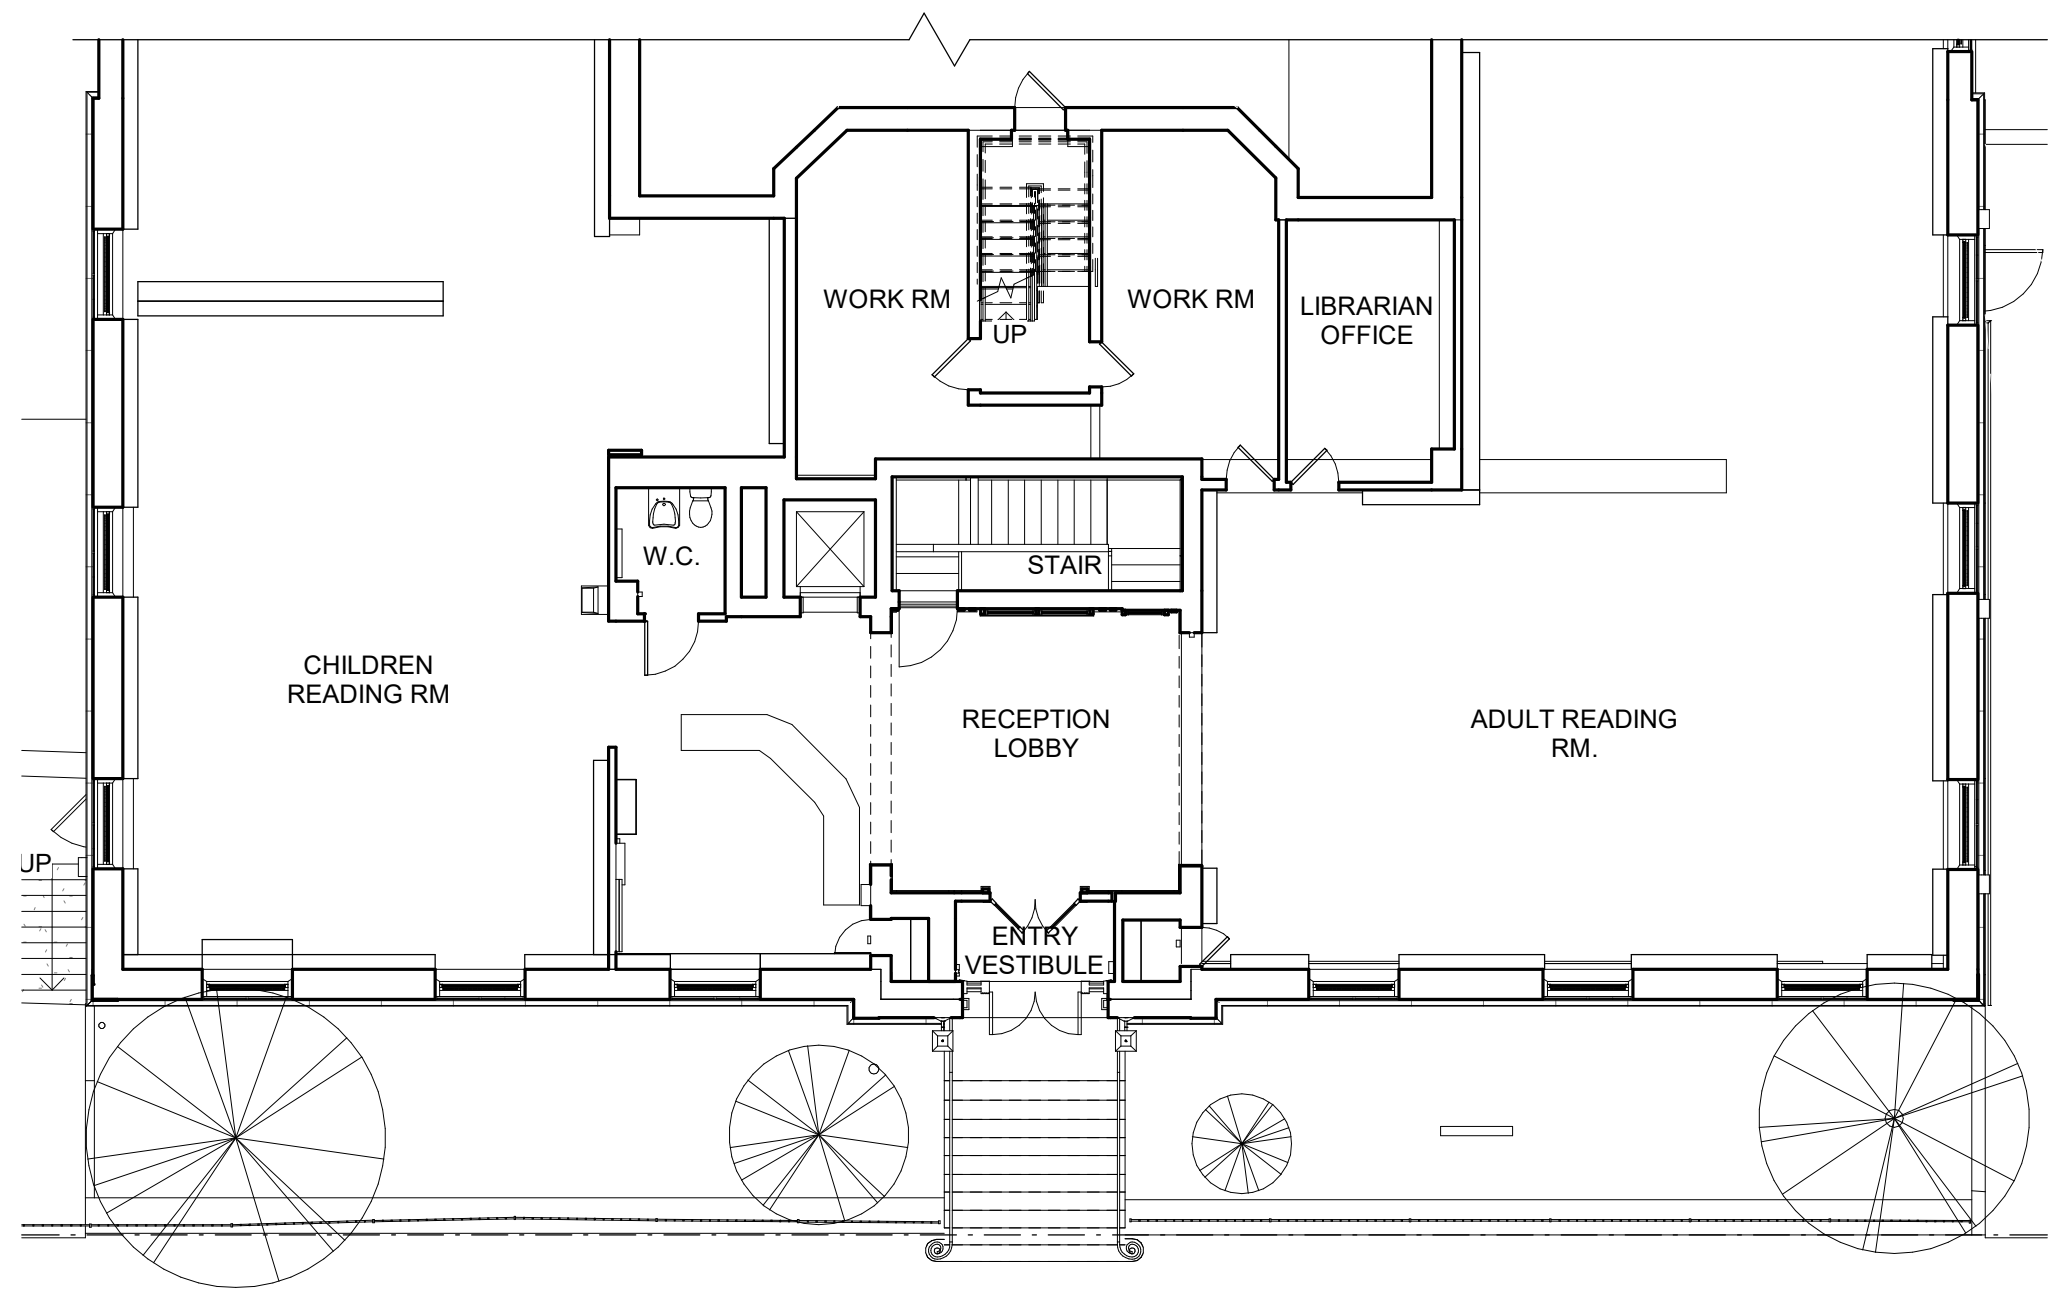 WORK RM
WORK RM
LIBRARIAN
OFFICE
UP
W.C.
STAIR
CHILDREN
READING RM
RECEPTION
LOBBY
ADULT READING
RM.
UP
ENTRY
VESTIBULE